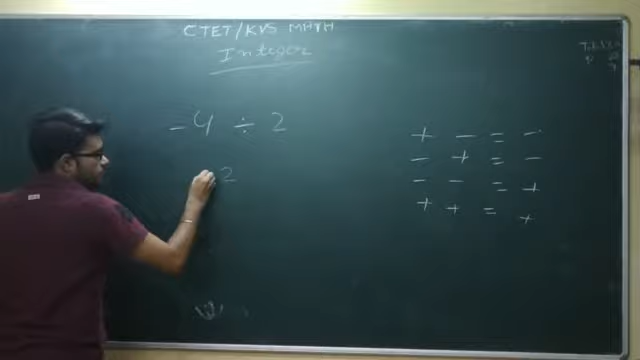 CTET/KVS MATH
Integer
-4 ÷ 2
2
+ - = -
- + = -
- - = +
+ + = +